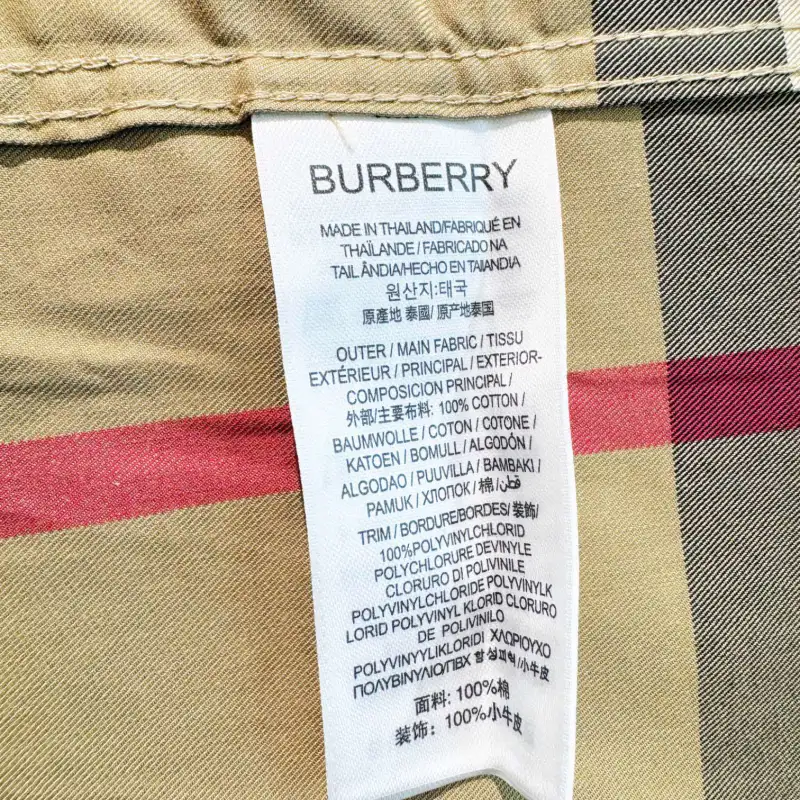 BURBERRY
MADE IN THAILAND/FABRIQUÉ EN
THAÏLANDE / FABRICADO NA
TAILÂNDIA/HECHO EN TAIANDIA
원산지:태국
原產地 泰國/ 原产地泰国
OUTER / MAIN FABRIC / TISSU
EXTÉRIEUR / PRINCIPAL / EXTERIOR-
COMPOSICION PRINCIPAL /
外部/主要布料: 100% COTTON /
BAUMWOLLE / COTON / COTONE /
KATOEN / BOMULL / ALGODÓN /
ALGODAO / PUUVILLA / BAMBAKI /
PAMUK / ХЛОПОК / 棉/قطن/
TRIM / BORDURE/BORDES/ 装飾/
100%POLYVINYLCHLORID
POLYCHLORURE DEVINYLE
CLORURO DI POLIVINILE
POLYVINYLCHLORIDE POLYVINYLK
LORID POLYVINYL KLORID CLORURO
DE POLIVINILO
POLYVINYYLIKLORIDI ΧΛΩΡΙΟΥΧΟ
ΠΟΛΥΒΙΝΥΛΙΟ/ПВХ 합성피혁/小牛皮
面料: 100%棉
装饰: 100%小牛皮